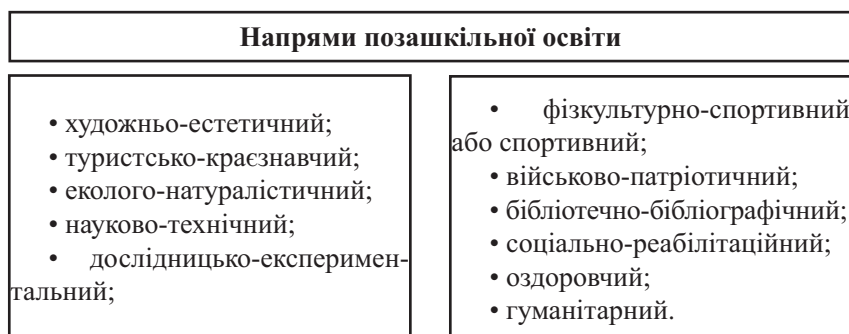 Напрями позашкільної освіти
• художньо-естетичний;
• туристсько-краєзнавчий;
• еколого-натуралістичний;
• науково-технічний;
• дослідницько-експеримен-
тальний;
• фізкультурно-спортивний
або спортивний;
• військово-патріотичний;
• бібліотечно-бібліографічний;
• соціально-реабілітаційний;
• оздоровчий;
• гуманітарний.